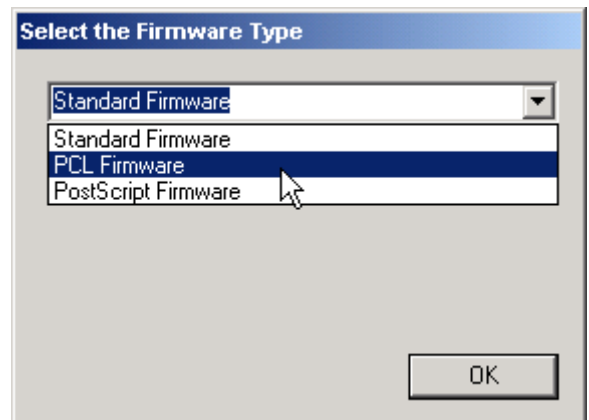 Select the Firmware Type
Standard Firmware
Standard Firmware
PCL Firmware
PostScript Firmware
OK